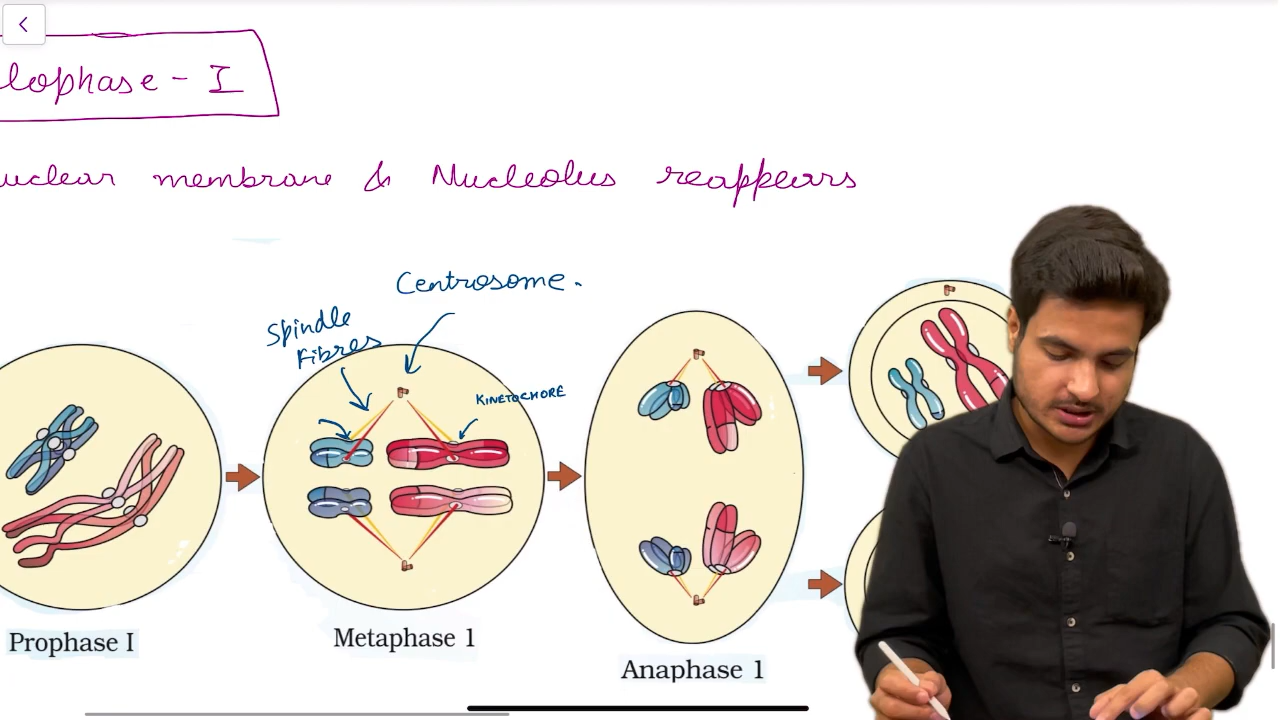 lophase - I
uclear membrane & Nucleolus reappears
Centrosome.
Spindle
Fibres
KINETOCHORE
Prophase I
Metaphase 1
Anaphase 1